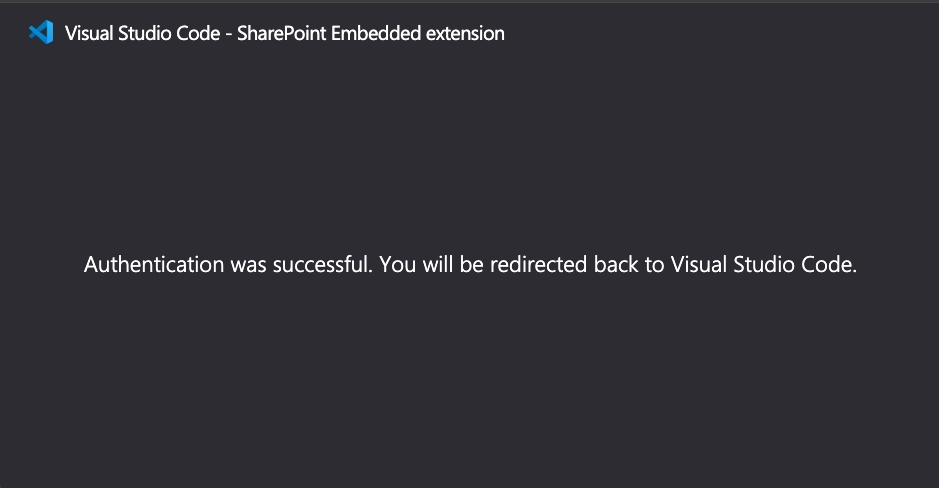 Visual Studio Code - SharePoint Embedded extension
Authentication was successful. You will be redirected back to Visual Studio Code.